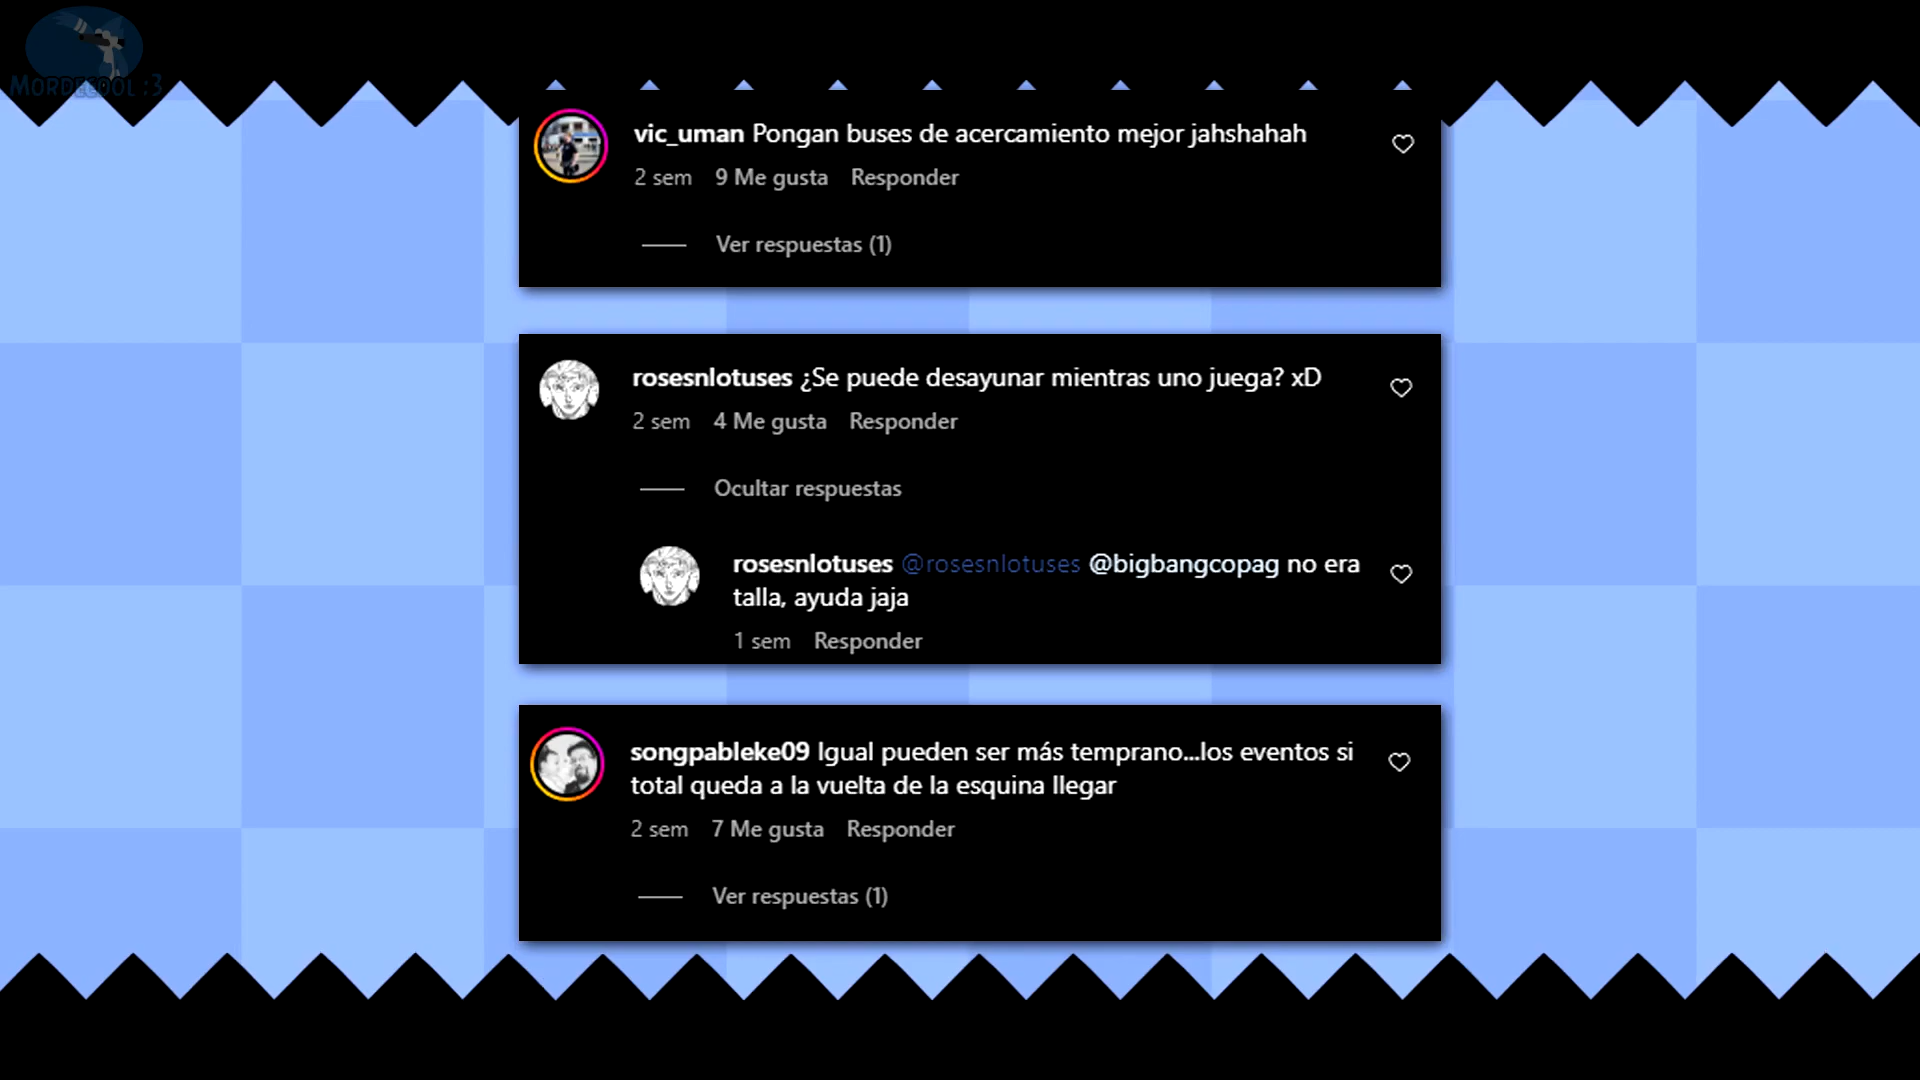 MORDECOOL :3
vic_uman Pongan buses de acercamiento mejor jahshahah
2 sem 9 Me gusta Responder
Ver respuestas (1)
rosesnlotuses ¿Se puede desayunar mientras uno juega? xD
2 sem 4 Me gusta Responder
Ocultar respuestas
rosesnlotuses @rosesnlotuses @bigbangcopag no era
talla, ayuda jaja
1 sem Responder
songpableke09 Igual pueden ser más temprano...los eventos si
total queda a la vuelta de la esquina llegar
2 sem 7 Me gusta Responder
Ver respuestas (1)